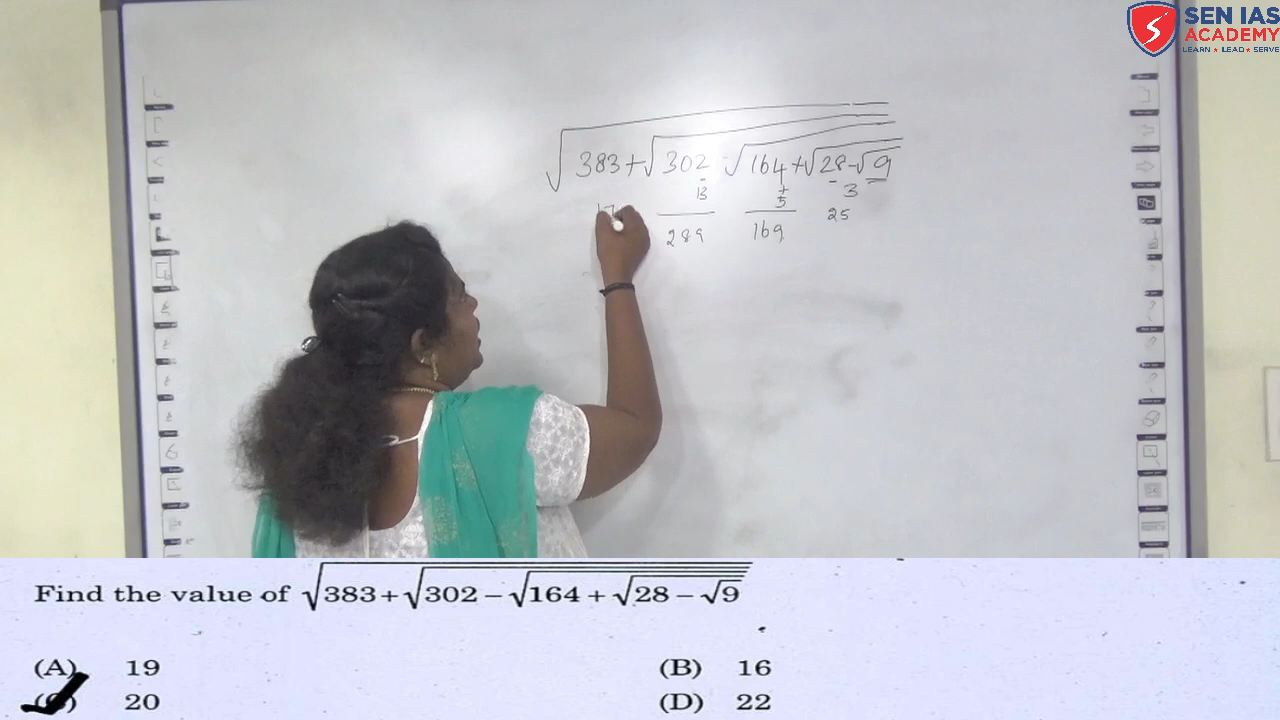 SEN IAS
ACADEMY
LEARN ★ LEAD ★ SERVE
√383+√302 √164+√28-√9
- + - 3
13 5
17 289 169 25
Find the value of √383+√302−√164+√28−√9
(A) 19 (B) 16
20 (D) 22